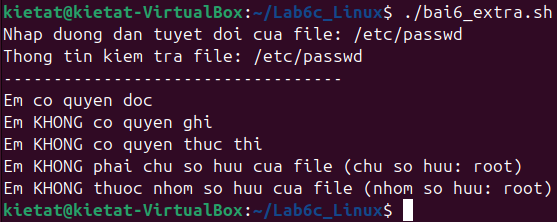 kietat@kietat-VirtualBox:~/Lab6c_Linux$ ./bai6_extra.sh
Nhap duong dan tuyet doi cua file: /etc/passwd
Thong tin kiem tra file: /etc/passwd
----------------------------------
Em co quyen doc
Em KHONG co quyen ghi
Em KHONG co quyen thuc thi
Em KHONG phai chu so huu cua file (chu so huu: root)
Em KHONG thuoc nhom so huu cua file (nhom so huu: root)
kietat@kietat-VirtualBox:~/Lab6c_Linux$